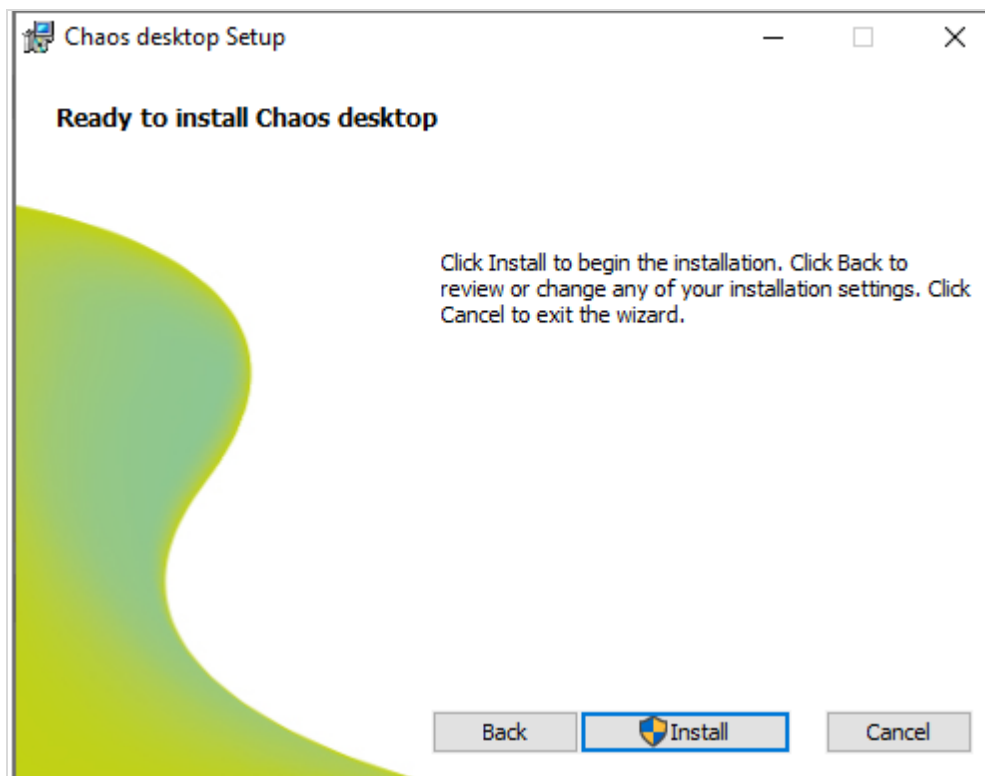 Chaos desktop Setup
Ready to install Chaos desktop
Click Install to begin the installation. Click Back to
review or change any of your installation settings. Click
Cancel to exit the wizard.
Back
Install
Cancel